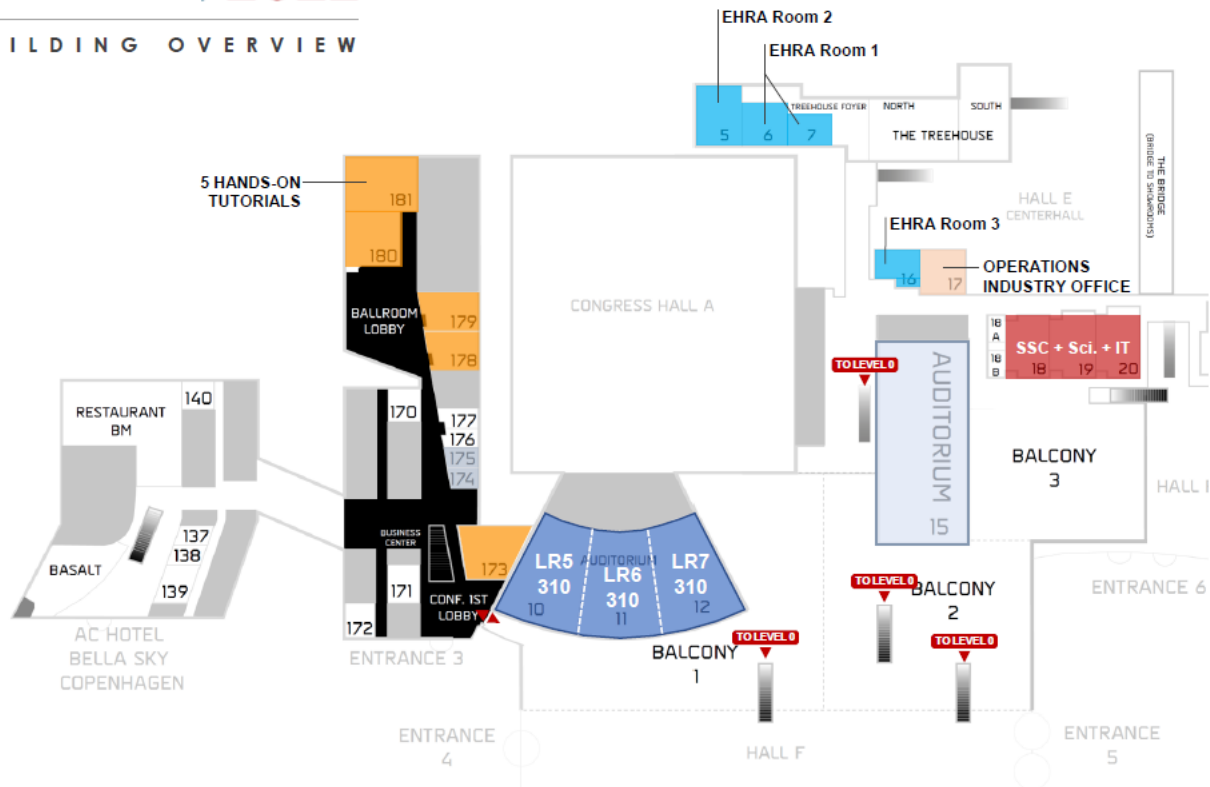 ILDING OVERVIEW
EHRA Room 2
EHRA Room 1
TREEHOUSE FOYER
NORTH
SOUTH
5
6
7
THE TREEHOUSE
THE BRIDGE
(BRIDGE TO SHOWROOMS)
5 HANDS-ON
TUTORIALS
181
180
HALL E
CENTERHALL
EHRA Room 3
16
17
OPERATIONS
INDUSTRY OFFICE
BALLROOM
LOBBY
179
178
CONGRESS HALL A
18
A
18
B
SSC + Sci. + IT
18
19
20
TO LEVEL 0
AUDITORIUM 15
RESTAURANT
BM
140
170
177
176
175
174
BALCONY
3
HALL
BUSINESS
CENTER
137
138
139
BASALT
173
171
172
CONF. 1ST
LOBBY
LR5
310
10
AUDITORIUM
LR6
310
11
LR7
310
12
TO LEVEL 0
BALCONY
2
ENTRANCE 6
AC HOTEL
BELLA SKY
COPENHAGEN
ENTRANCE 3
BALCONY
1
TO LEVEL 0
TO LEVEL 0
ENTRANCE
4
HALL F
ENTRANCE
5